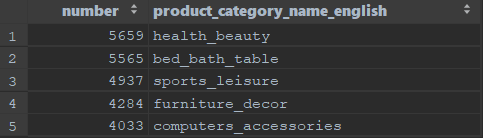 number product_category_name_english
1 5659 health_beauty
2 5565 bed_bath_table
3 4937 sports_leisure
4 4284 furniture_decor
5 4033 computers_accessories